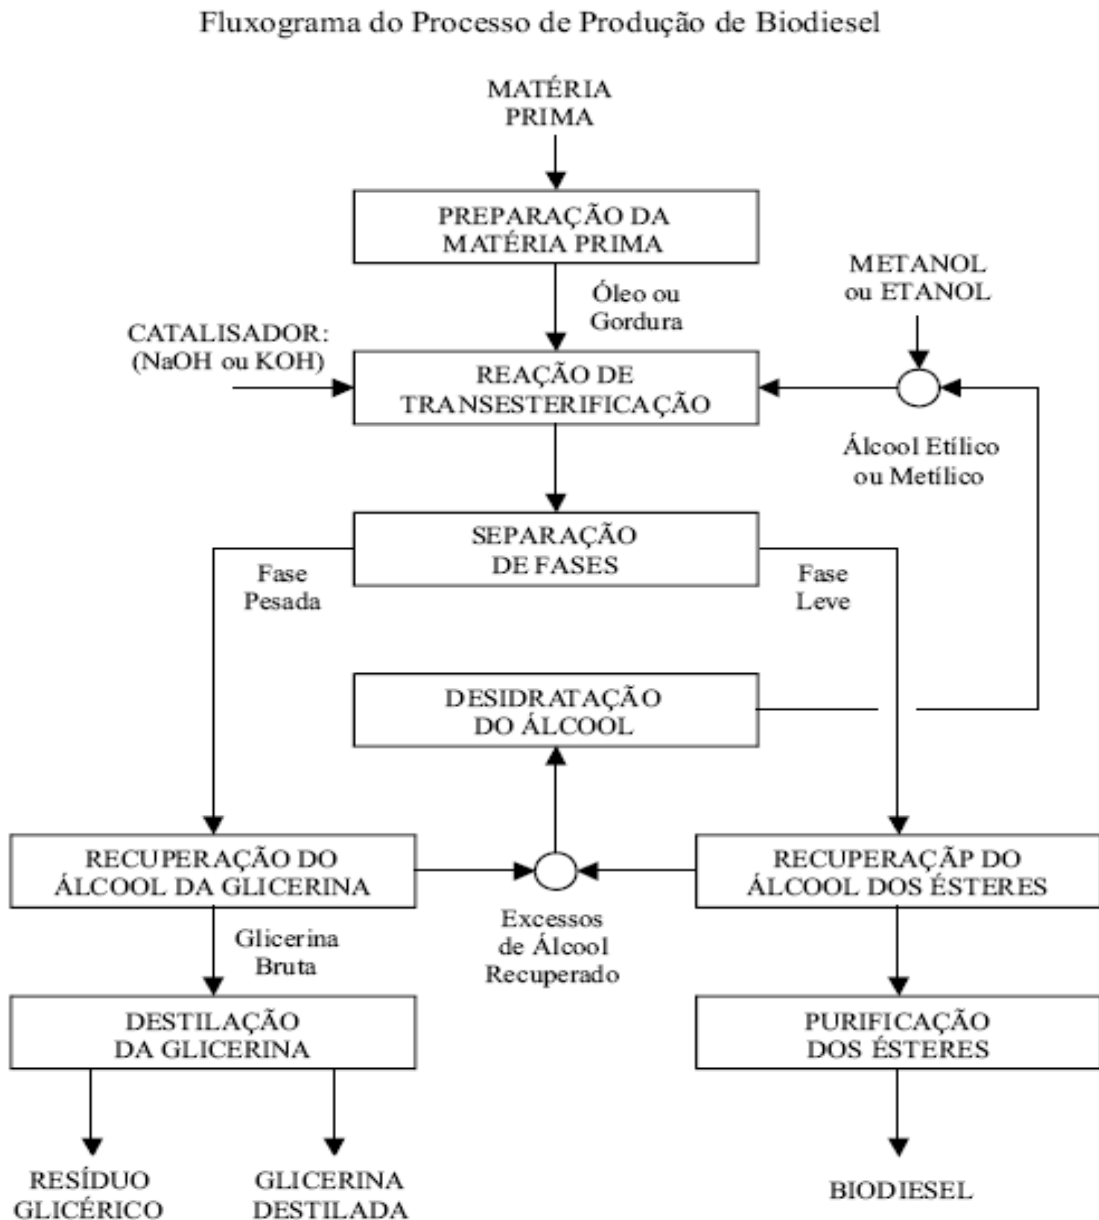 Fluxograma do Processo de Produção de Biodiesel
MATÉRIA
PRIMA
PREPARAÇÃO DA
MATÉRIA PRIMA
Óleo ou
Gordura
METANOL
ou ETANOL
CATALISADOR:
(NaOH ou KOH)
REAÇÃO DE
TRANSESTERIFICAÇÃO
Álcool Etílico
ou Metílico
SEPARAÇÃO
DE FASES
Fase
Pesada
Fase
Leve
DESIDRATAÇÃO
DO ÁLCOOL
RECUPERAÇÃO DO
ÁLCOOL DA GLICERINA
RECUPERAÇÃP DO
ÁLCOOL DOS ÉSTERES
Excessos
de Álcool
Recuperado
Glicerina
Bruta
DESTILAÇÃO
DA GLICERINA
PURIFICAÇÃO
DOS ÉSTERES
RESÍDUO
GLICÉRICO
GLICERINA
DESTILADA
BIODIESEL